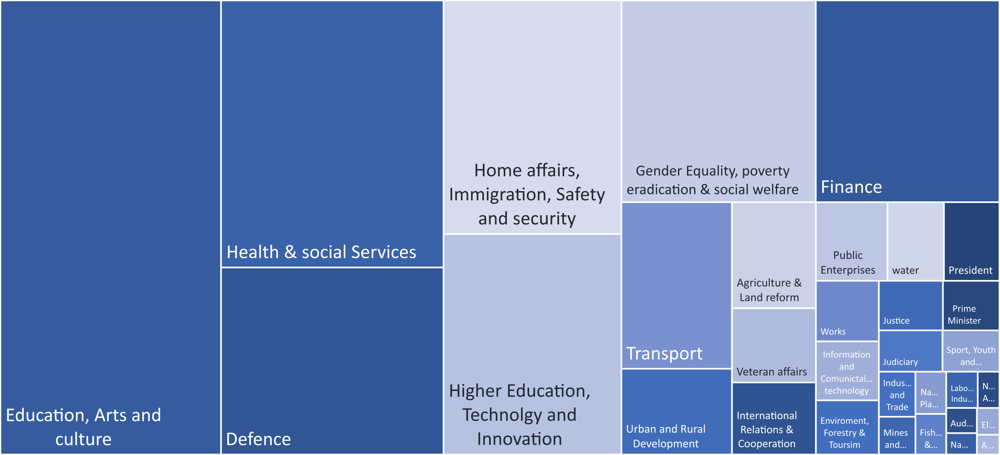 Education, Arts and
culture
Health & social Services
Defence
Home affairs,
Immigration, Safety
and security
Higher Education,
Technolgy and
Innovation
Gender Equality, poverty
eradication & social welfare
Transport
Urban and Rural
Development
Agriculture &
Land reform
Veteran affairs
International
Relations &
Cooperation
Finance
Public
Enterprises
water
President
Works
Information
and
Comunictai...
technology
Enviroment,
Forestry &
Toursim
Justice
Prime
Minister
Judiciary
Sport, Youth
and...
Indus...
and
Trade
Mines
and...
Na...
Pla...
Fish...
&...
Labo...
Indu...
N...
A...
Aud...
El...
Na...
A...